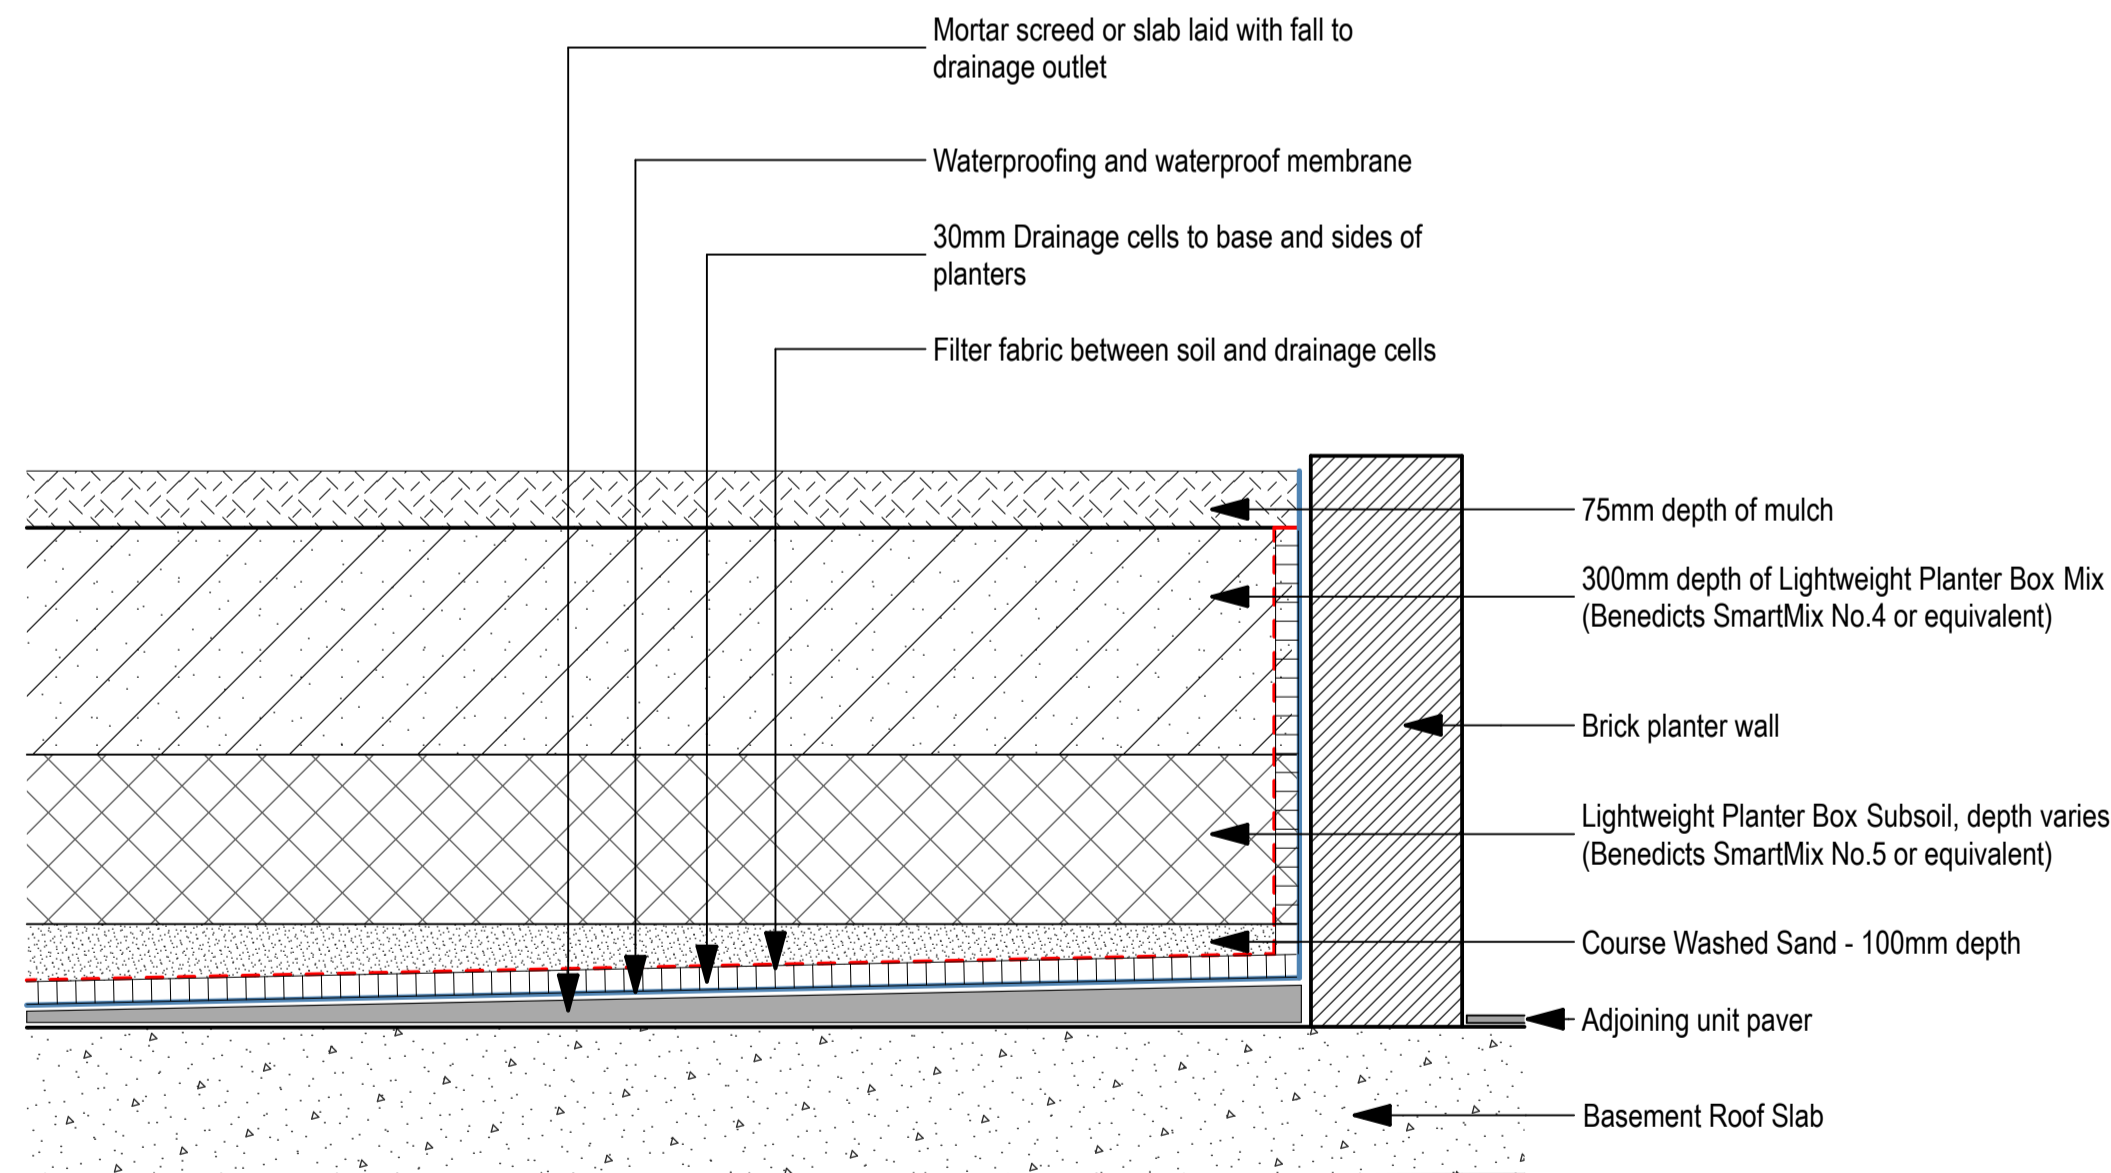 Mortar screed or slab laid with fall to
drainage outlet
Waterproofing and waterproof membrane
30mm Drainage cells to base and sides of
planters
Filter fabric between soil and drainage cells
75mm depth of mulch
300mm depth of Lightweight Planter Box Mix
(Benedicts SmartMix No.4 or equivalent)
Brick planter wall
Lightweight Planter Box Subsoil, depth varies
(Benedicts SmartMix No.5 or equivalent)
Course Washed Sand - 100mm depth
Adjoining unit paver
Basement Roof Slab